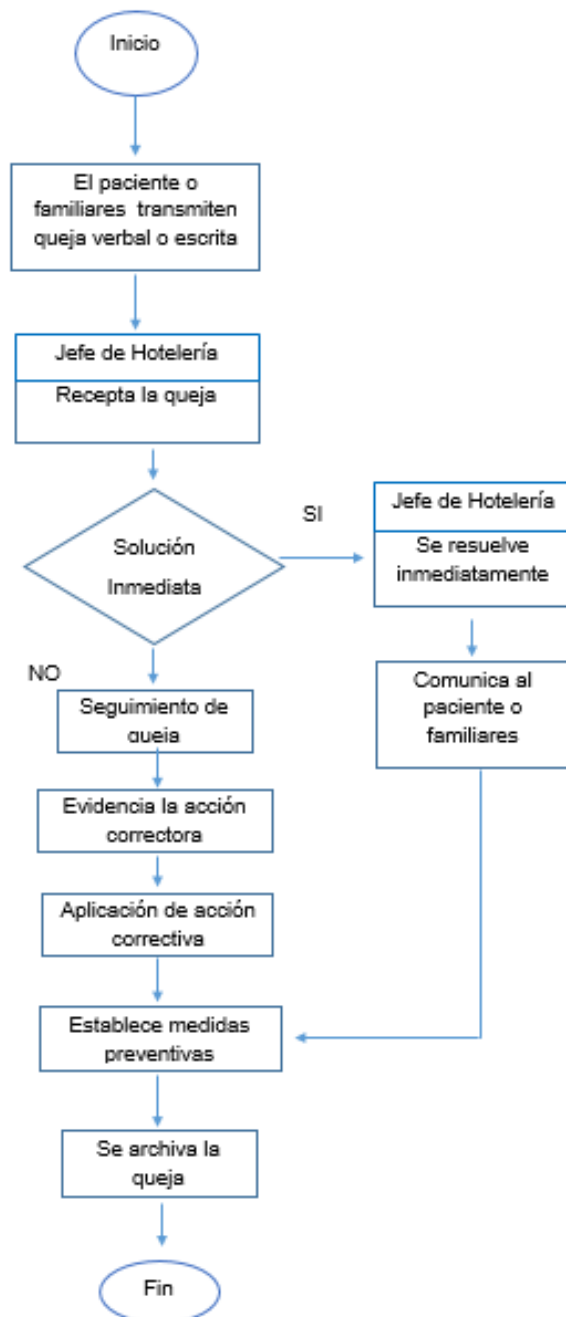 Inicio
El paciente o
familiares transmiten
queja verbal o escrita
Jefe de Hotelería
Recepta la queja
Solución
Inmediata
SI
Jefe de Hotelería
Se resuelve
inmediatamente
Comunica al
paciente o
familiares
NO
Seguimiento de
queja
Evidencia la acción
correctora
Aplicación de acción
correctiva
Establece medidas
preventivas
Se archiva la
queja
Fin